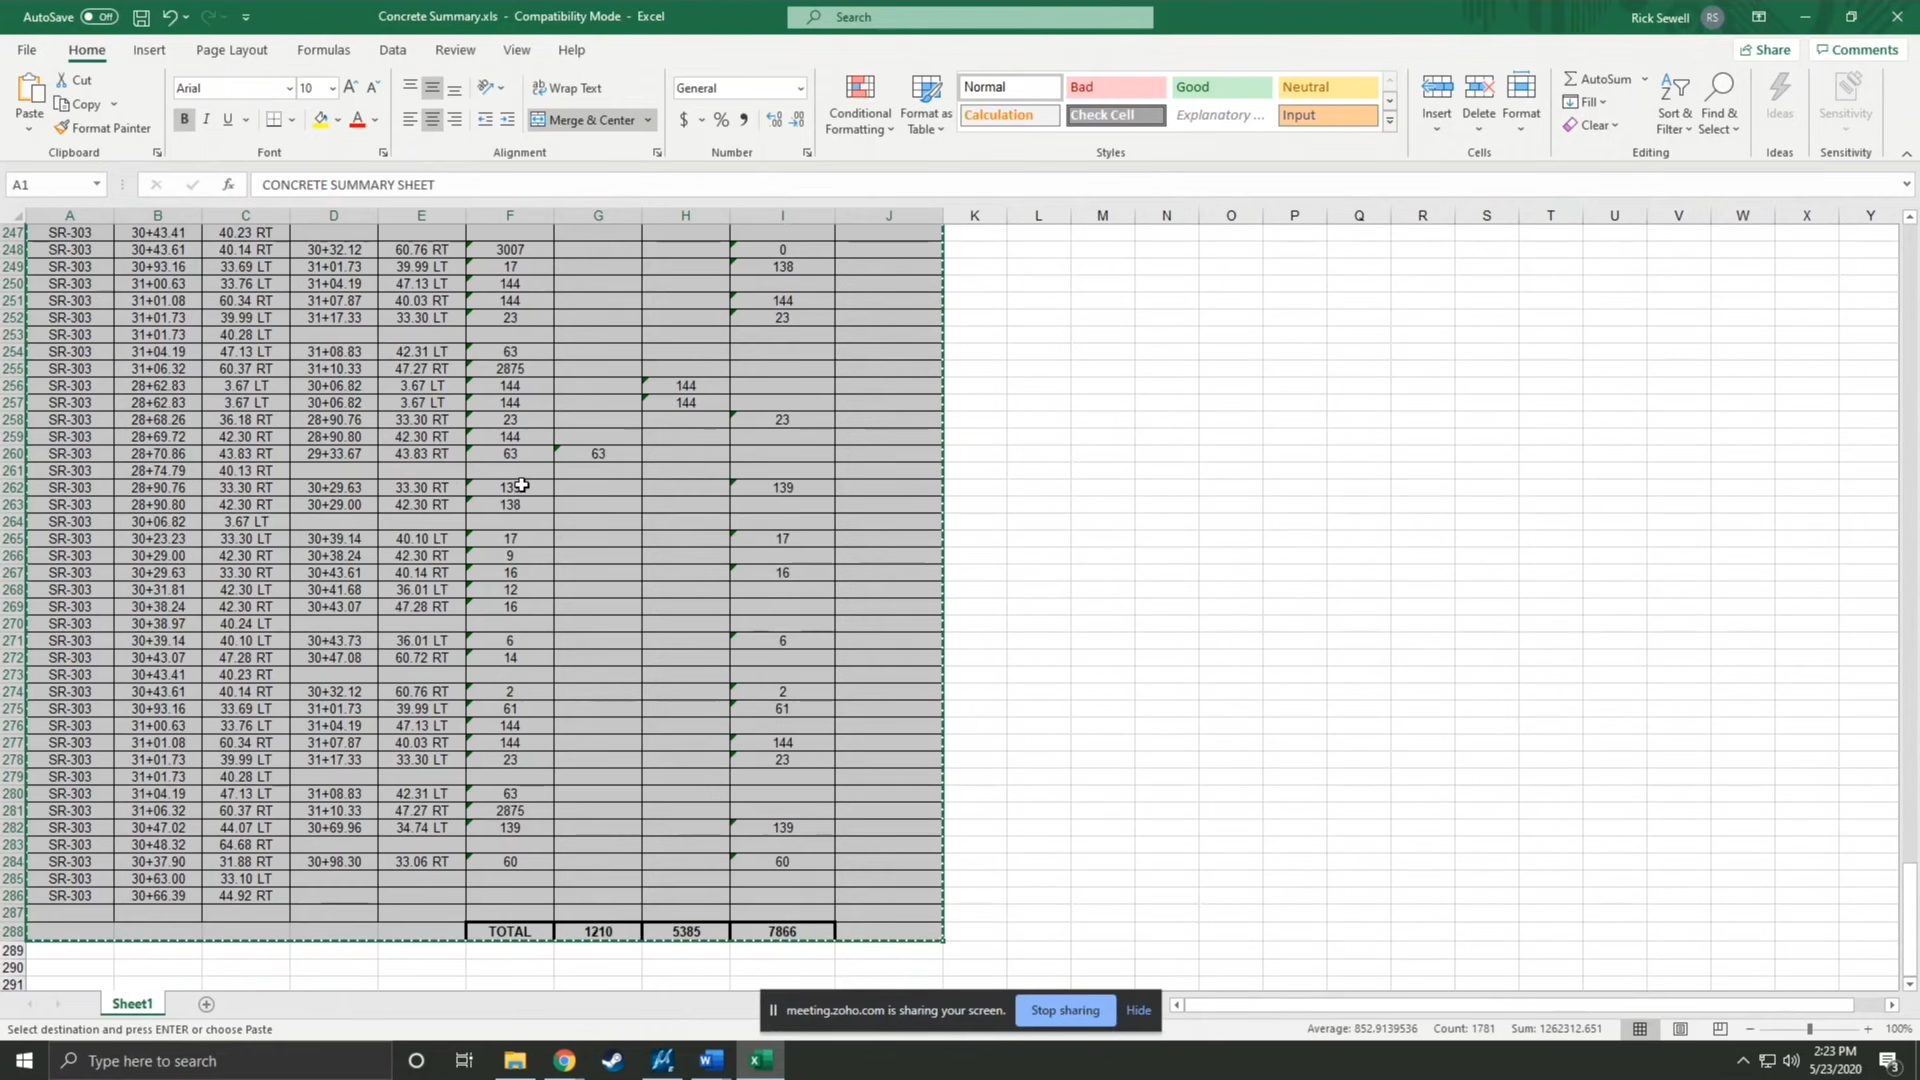 AutoSave Off Concrete Summary.xls - Compatibility Mode - Excel Search Rick Sewell RS
File Home Insert Page Layout Formulas Data Review View Help Share Comments
Paste Cut Copy Format Painter Clipboard
Arial 10 B I U Font
Wrap Text Merge & Center Alignment
General $ % Number
Conditional Formatting Format as Table
Normal Bad Good Neutral
Calculation Check Cell Explanatory ... Input
Styles
Insert Delete Format Cells
AutoSum Fill Clear Sort & Filter Find & Select Editing
Ideas Ideas
Sensitivity Sensitivity
A1 fx CONCRETE SUMMARY SHEET
A B C D E F G H I J K L M N O P Q R S T U V W X Y
247 SR-303 30+43.41 40.23 RT
248 SR-303 30+43.61 40.14 RT 30+32.12 60.76 RT 3007 0
249 SR-303 30+93.16 33.69 LT 31+01.73 39.99 LT 17 138
250 SR-303 31+00.63 33.76 LT 31+04.19 47.13 LT 144
251 SR-303 31+01.08 60.34 RT 31+07.87 40.03 RT 144 144
252 SR-303 31+01.73 39.99 LT 31+17.33 33.30 LT 23 23
253 SR-303 31+01.73 40.28 LT
254 SR-303 31+04.19 47.13 LT 31+08.83 42.31 LT 63
255 SR-303 31+06.32 60.37 RT 31+10.33 47.27 RT 2875
256 SR-303 28+62.83 3.67 LT 30+06.82 3.67 LT 144 144
257 SR-303 28+62.83 3.67 LT 30+06.82 3.67 LT 144 144
258 SR-303 28+68.26 36.18 RT 28+90.76 33.30 RT 23 23
259 SR-303 28+69.72 42.30 RT 28+90.80 42.30 RT 144
260 SR-303 28+70.86 43.83 RT 29+33.67 43.83 RT 63 63
261 SR-303 28+74.79 40.13 RT
262 SR-303 28+90.76 33.30 RT 30+29.63 33.30 RT 139 139
263 SR-303 28+90.80 42.30 RT 30+29.00 42.30 RT 138
264 SR-303 30+06.82 3.67 LT
265 SR-303 30+23.23 33.30 LT 30+39.14 40.10 LT 17 17
266 SR-303 30+29.00 42.30 RT 30+38.24 42.30 RT 9
267 SR-303 30+29.63 33.30 RT 30+43.61 40.14 RT 16 16
268 SR-303 30+31.81 42.30 LT 30+41.68 36.01 LT 12
269 SR-303 30+38.24 42.30 RT 30+43.07 47.28 RT 16
270 SR-303 30+38.97 40.24 LT
271 SR-303 30+39.14 40.10 LT 30+43.73 36.01 LT 6 6
272 SR-303 30+43.07 47.28 RT 30+47.08 60.72 RT 14
273 SR-303 30+43.41 40.23 RT
274 SR-303 30+43.61 40.14 RT 30+32.12 60.76 RT 2 2
275 SR-303 30+93.16 33.69 LT 31+01.73 39.99 LT 61 61
276 SR-303 31+00.63 33.76 LT 31+04.19 47.13 LT 144
277 SR-303 31+01.08 60.34 RT 31+07.87 40.03 RT 144 144
278 SR-303 31+01.73 39.99 LT 31+17.33 33.30 LT 23 23
279 SR-303 31+01.73 40.28 LT
280 SR-303 31+04.19 47.13 LT 31+08.83 42.31 LT 63
281 SR-303 31+06.32 60.37 RT 31+10.33 47.27 RT 2875
282 SR-303 30+47.02 44.07 LT 30+69.96 34.74 LT 139 139
283 SR-303 30+48.32 64.68 RT
284 SR-303 30+37.90 31.88 RT 30+98.30 33.06 RT 60 60
285 SR-303 30+63.00 33.10 LT
286 SR-303 30+66.39 44.92 RT
287
288 TOTAL 1210 5385 7866
289
290
291
Sheet1
meeting.zoho.com is sharing your screen. Stop sharing Hide
Select destination and press ENTER or choose Paste Average: 852.9139536 Count: 1781 Sum: 1262312.651 100%
Type here to search 2:23 PM
5/23/2020 3